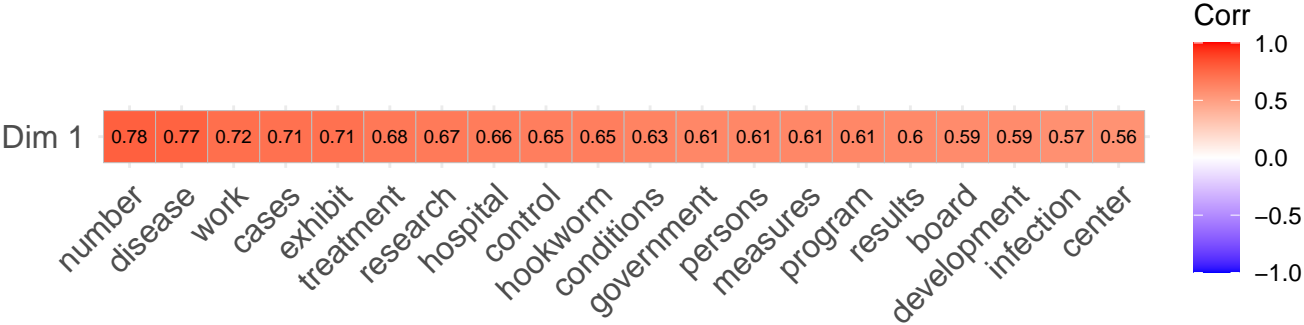 Corr
1.0
0.5
0.0
−0.5
−1.0
Dim 1
0.78 0.77 0.72 0.71 0.71 0.68 0.67 0.66 0.65 0.65 0.63 0.61 0.61 0.61 0.61 0.6 0.59 0.59 0.57 0.56
number
disease
work
cases
exhibit
treatment
research
hospital
control
hookworm
conditions
government
persons
measures
program
results
board
development
infection
center